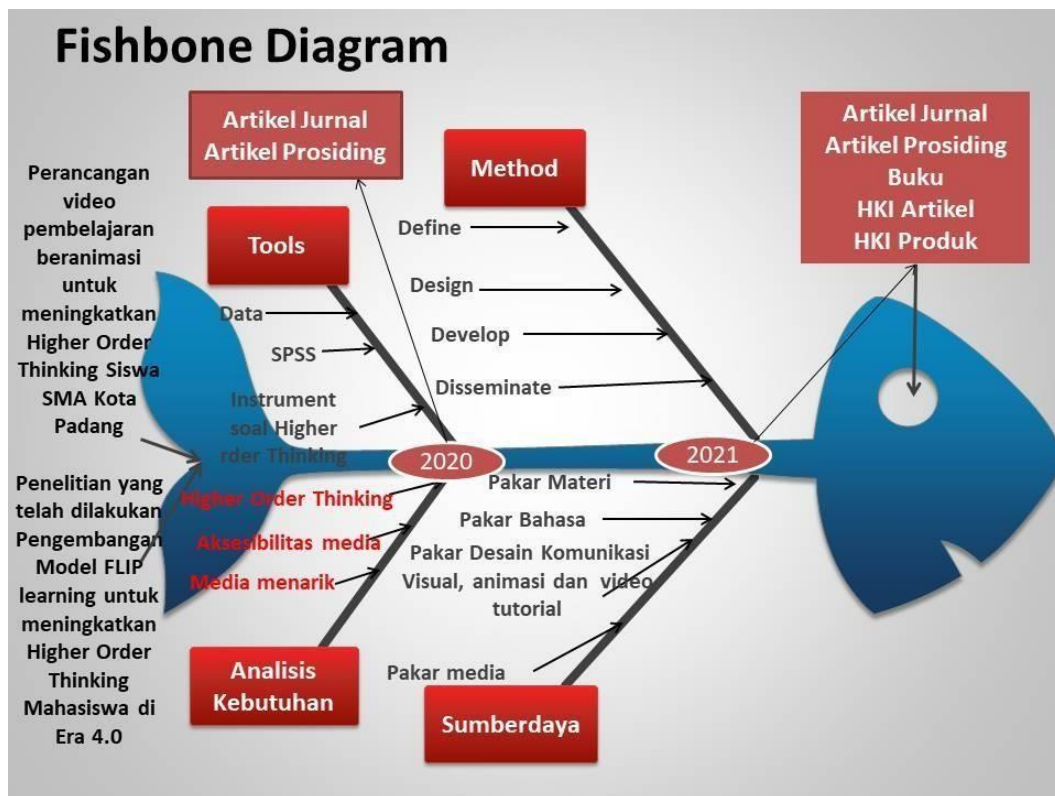 Fishbone Diagram
Artikel Jurnal
Artikel Prosiding
Artikel Jurnal
Artikel Prosiding
Buku
HKI Artikel
HKI Produk
Method
Tools
Perancangan
video
pembelajaran
beranimasi
untuk
meningkatkan
Higher Order
Thinking Siswa
SMA Kota
Padang
Define
Design
Develop
Disseminate
Data
SPSS
Instrument
soal Higher
rder Thinking
2020
2021
Penelitian yang
telah dilakukan
Pengembangan
Model FLIP
learning untuk
meningkatkan
Higher Order
Thinking
Mahasiswa di
Era 4.0
Higher Order Thinking
Aksesibilitas media
Media menarik
Pakar Materi
Pakar Bahasa
Pakar Desain Komunikasi
Visual, animasi dan video
tutorial
Pakar media
Analisis
Kebutuhan
Sumberdaya